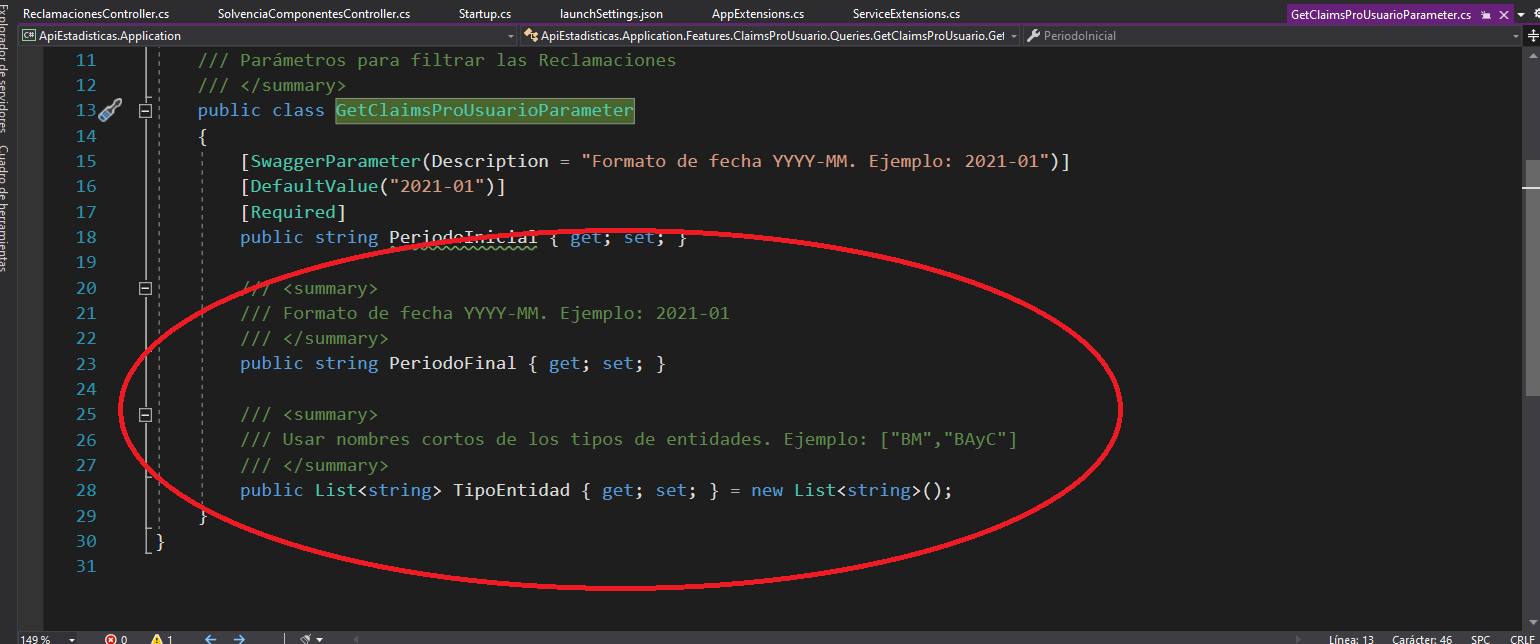 ReclamacionesController.cs SolvenciaComponentesController.cs Startup.cs launchSettings.json AppExtensions.cs ServiceExtensions.cs GetClaimsProUsuarioParameter.cs
C# ApiEstadisticas.Application ApiEstadisticas.Application.Features.ClaimsProUsuario.Queries.GetClaimsProUsuario.Get PeriodoInicial
Explorador de servidores
Cuadro de herramientas
11 /// Parámetros para filtrar las Reclamaciones
12 /// </summary>
13 public class GetClaimsProUsuarioParameter
14 {
15 [SwaggerParameter(Description = "Formato de fecha YYYY-MM. Ejemplo: 2021-01")]
16 [DefaultValue("2021-01")]
17 [Required]
18 public string PeriodoInicial { get; set; }
19
20 /// <summary>
21 /// Formato de fecha YYYY-MM. Ejemplo: 2021-01
22 /// </summary>
23 public string PeriodoFinal { get; set; }
24
25 /// <summary>
26 /// Usar nombres cortos de los tipos de entidades. Ejemplo: ["BM","BAyC"]
27 /// </summary>
28 public List<string> TipoEntidad { get; set; } = new List<string>();
29 }
30 }
31
149 % 0 1 Línea: 13 Carácter: 46 SPC CRLF